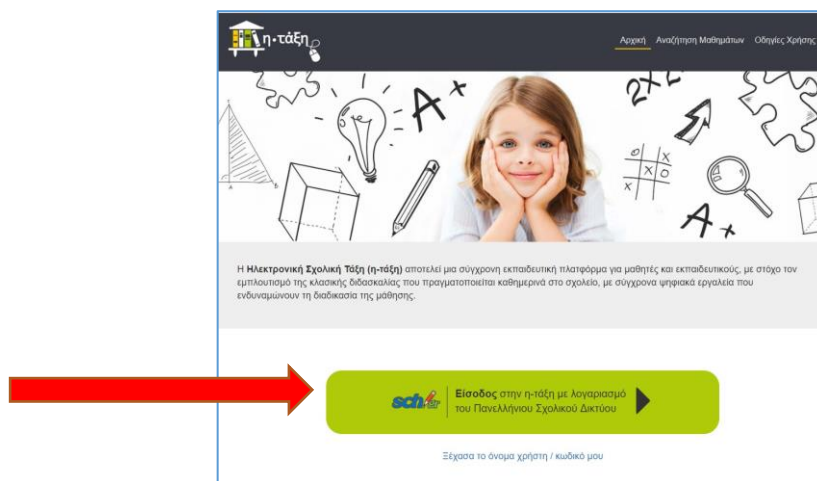 η·τάξη
Αρχική Αναζήτηση Μαθημάτων Οδηγίες Χρήσης
A+
2x2
o x
x o
x
A+
Η Ηλεκτρονική Σχολική Τάξη (η-τάξη) αποτελεί μια σύγχρονη εκπαιδευτική πλατφόρμα για μαθητές και εκπαιδευτικούς, με στόχο τον
εμπλουτισμό της κλασικής διδασκαλίας που πραγματοποιείται καθημερινά στο σχολείο, με σύγχρονα ψηφιακά εργαλεία που
ενδυναμώνουν τη διαδικασία της μάθησης.
sch
Είσοδος στην η-τάξη με λογαριασμό
του Πανελλήνιου Σχολικού Δικτύου
Ξέχασα το όνομα χρήστη / κωδικό μου